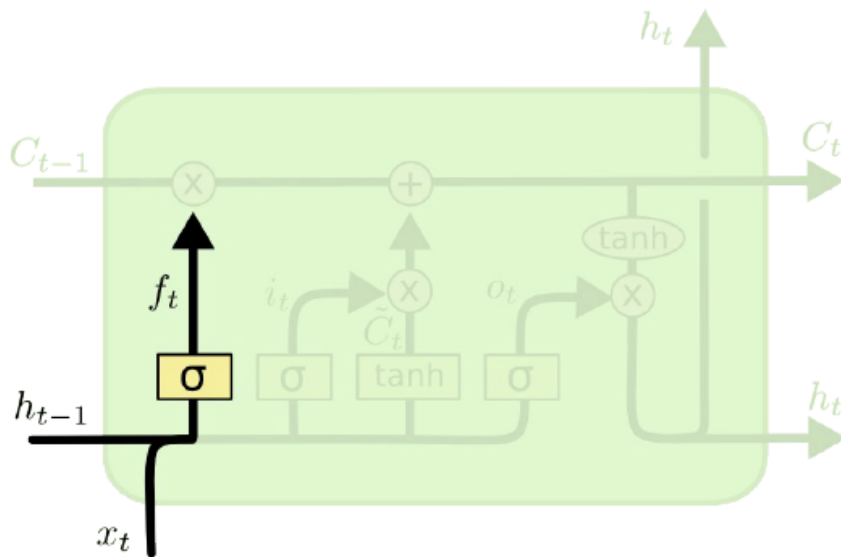 h_t
C_{t-1}
×
+
C_t
tanh
f_t
i_t
×
o_t
×
C̃_t
σ
σ
tanh
σ
h_{t-1}
h_t
x_t